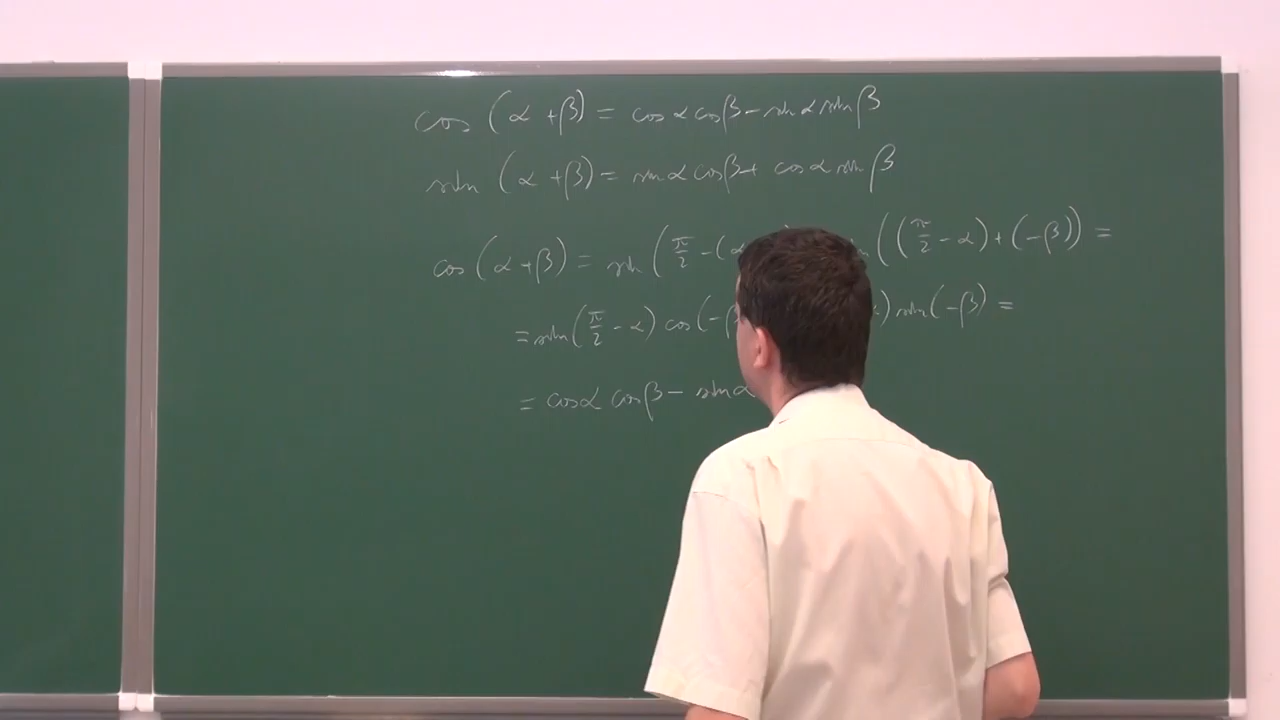 cos (α + β) = cos α cos β - sin α sin β
sin (α + β) = sin α cos β + cos α sin β
cos (α + β) = sin (π/2 - (α ((π/2 - α) + (-β)) =
= sin (π/2 - α) cos (-β ) sin (-β) =
= cos α cos β - sin α